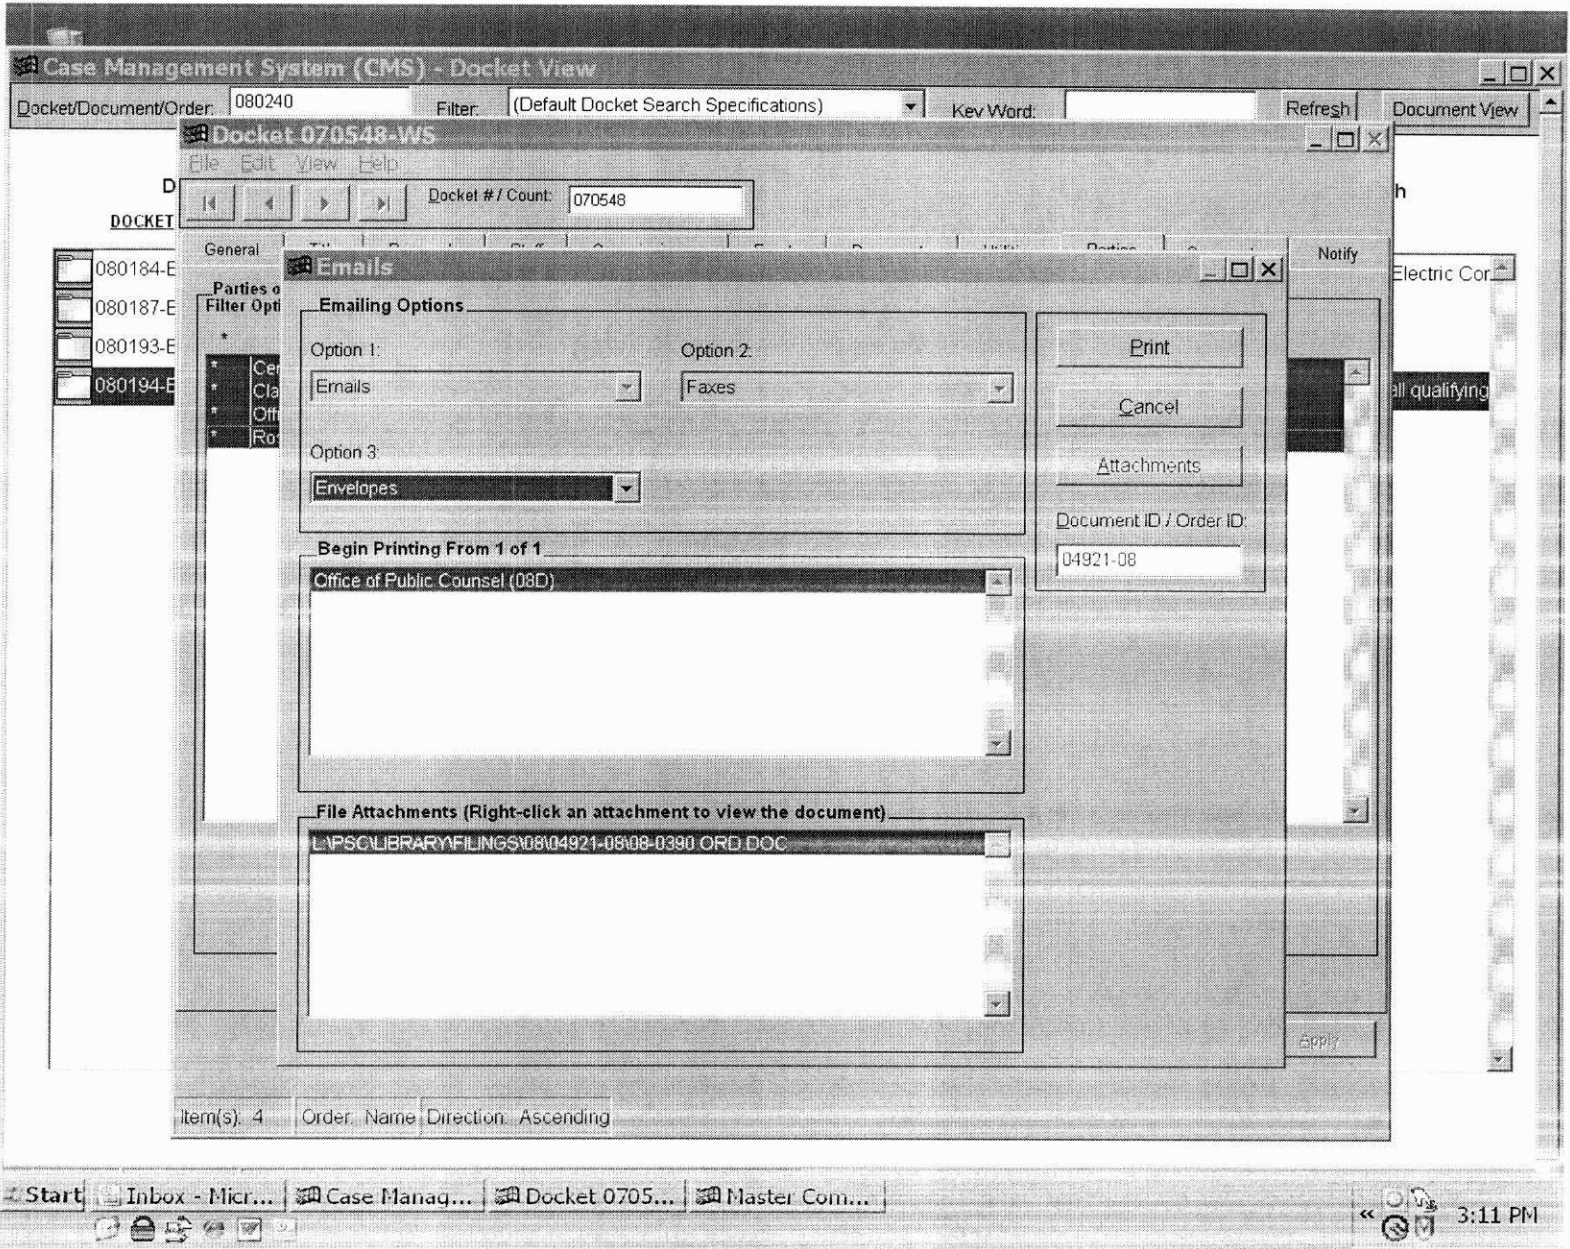 Case Management System (CMS) - Docket View
Docket/Document/Order: 080240 Filter: (Default Docket Search Specifications) Key Word: Refresh Document View
Docket 070548-WS
File Edit View Help
D h
Docket # / Count: 070548
DOCKET
General Notify
080184-E Emails Electric Cor
Parties o
Filter Opti Emailing Options
080187-E
*
080193-E Option 1: Option 2: Print
* Cer
080194-E * Cla Emails Faxes all qualifying
* Offi Cancel
* Ros
Option 3:
Attachments
Envelopes
Document ID / Order ID:
Begin Printing From 1 of 1
04921-08
Office of Public Counsel (08D)
File Attachments (Right-click an attachment to view the document)
L:\PSC\LIBRARY\FILINGS\08\04921-08\08-0390 ORD.DOC
Apply
Item(s): 4 Order: Name Direction: Ascending
Start Inbox - Micr... Case Manag... Docket 0705... Master Com...
« 3:11 PM